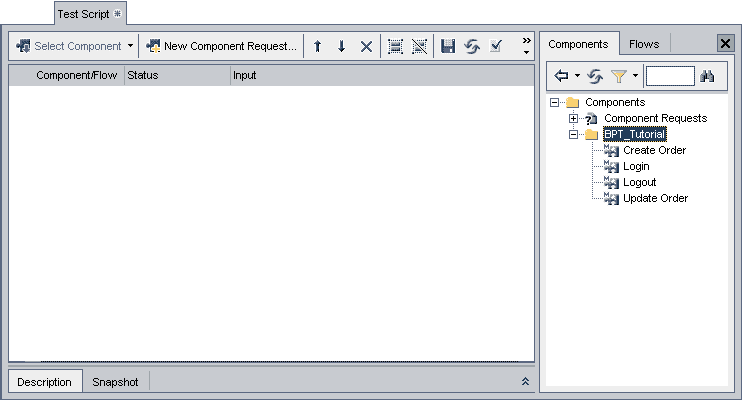 Test Script
Select Component
New Component Request...
Component/Flow Status Input
Description Snapshot
Components Flows
Components
Component Requests
BPT_Tutorial
Create Order
Login
Logout
Update Order